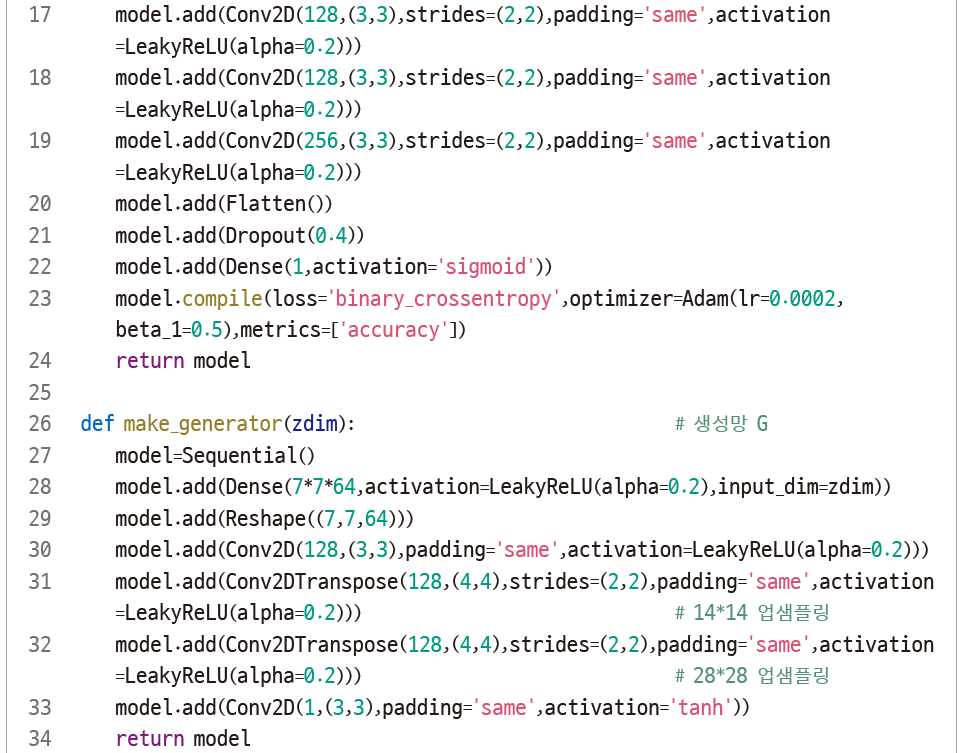 17 model.add(Conv2D(128,(3,3),strides=(2,2),padding='same',activation
=LeakyReLU(alpha=0.2)))
18 model.add(Conv2D(128,(3,3),strides=(2,2),padding='same',activation
=LeakyReLU(alpha=0.2)))
19 model.add(Conv2D(256,(3,3),strides=(2,2),padding='same',activation
=LeakyReLU(alpha=0.2)))
20 model.add(Flatten())
21 model.add(Dropout(0.4))
22 model.add(Dense(1,activation='sigmoid'))
23 model.compile(loss='binary_crossentropy',optimizer=Adam(lr=0.0002,
beta_1=0.5),metrics=['accuracy'])
24 return model
25
26 def make_generator(zdim): # 생성망 G
27 model=Sequential()
28 model.add(Dense(7*7*64,activation=LeakyReLU(alpha=0.2),input_dim=zdim))
29 model.add(Reshape((7,7,64)))
30 model.add(Conv2D(128,(3,3),padding='same',activation=LeakyReLU(alpha=0.2)))
31 model.add(Conv2DTranspose(128,(4,4),strides=(2,2),padding='same',activation
=LeakyReLU(alpha=0.2))) # 14*14 업샘플링
32 model.add(Conv2DTranspose(128,(4,4),strides=(2,2),padding='same',activation
=LeakyReLU(alpha=0.2))) # 28*28 업샘플링
33 model.add(Conv2D(1,(3,3),padding='same',activation='tanh'))
34 return model